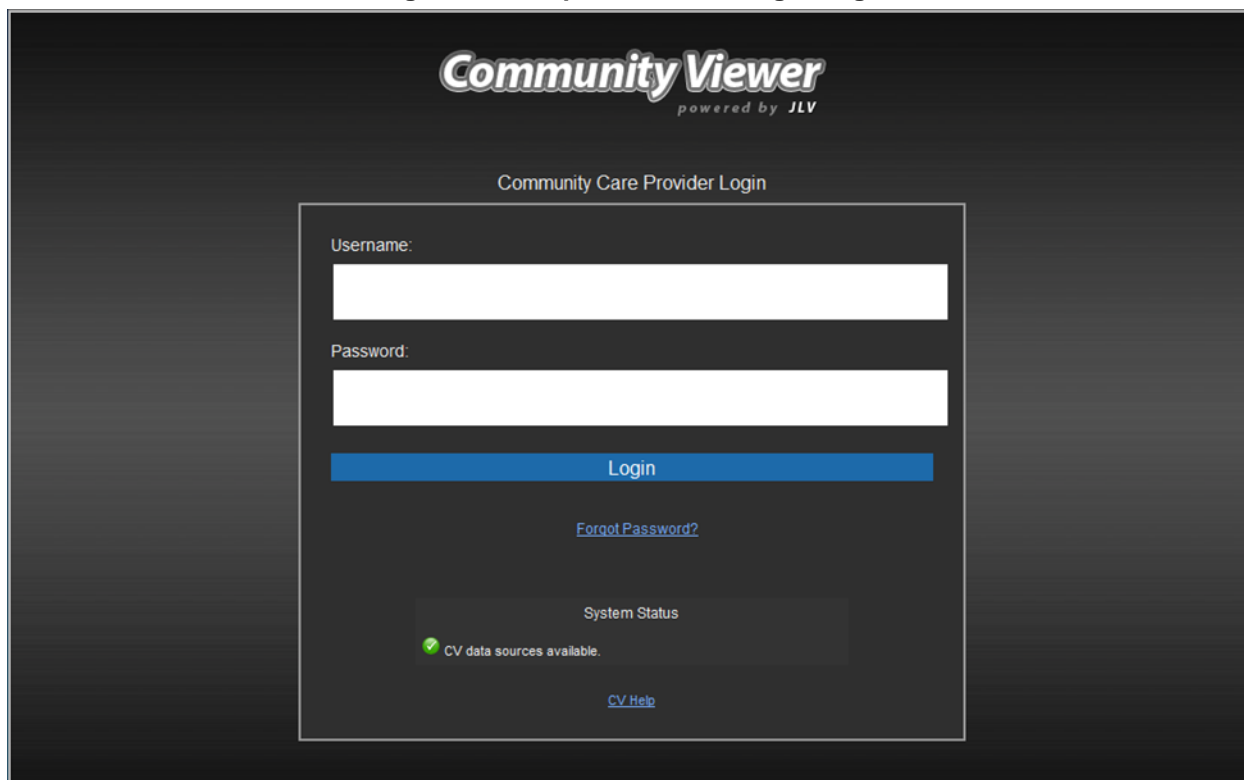 Community Viewer
powered by JLV
Community Care Provider Login
Username:
Password:
Login
Forgot Password?
System Status
CV data sources available.
CV Help